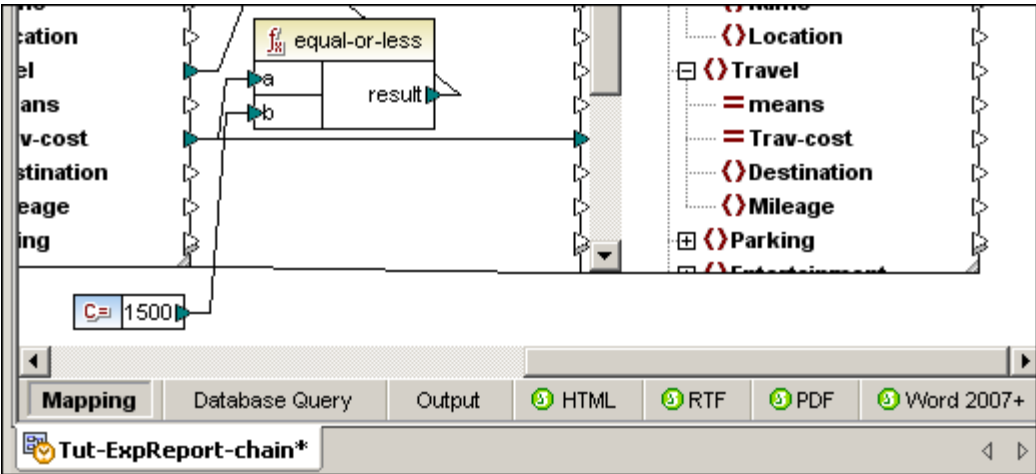 cation
equal-or-less
Location
el
Travel
a
ans
result
means
b
v-cost
Trav-cost
stination
Destination
eage
Mileage
ing
Parking
C= 1500
Mapping Database Query Output HTML RTF PDF Word 2007+
Tut-ExpReport-chain*